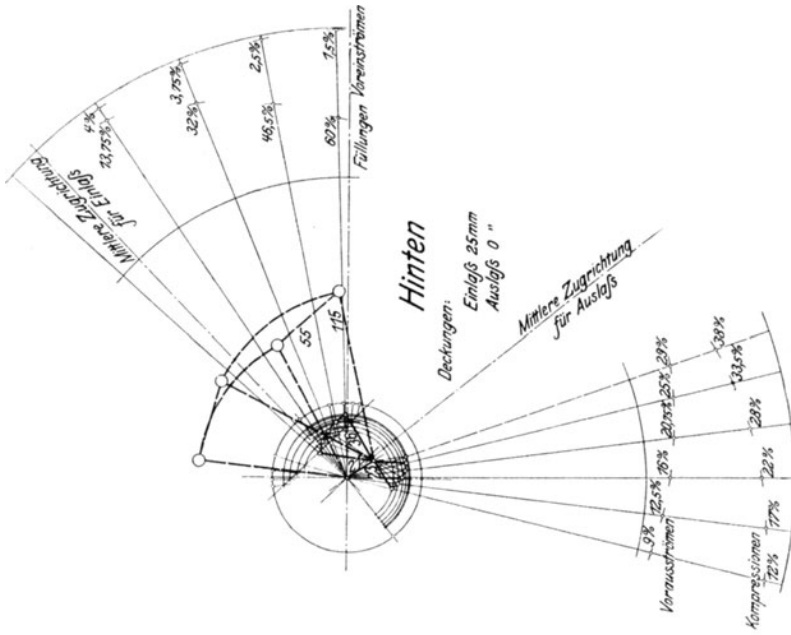 Mittlere Zugrichtung
für Einlaß
4%
13,75%
3,75%
32%
2,5%
46,5%
1,5%
60%
Füllungen Voreinströmen
55
115
Hinten
Deckungen:
Einlaß 25mm
Auslaß 0 "
Mittlere Zugrichtung
für Auslaß
9% 12,5% 16% 20,75% 25% 29%
Vorausströmen
12% 17% 22% 28% 33,5% 38%
Kompressionen